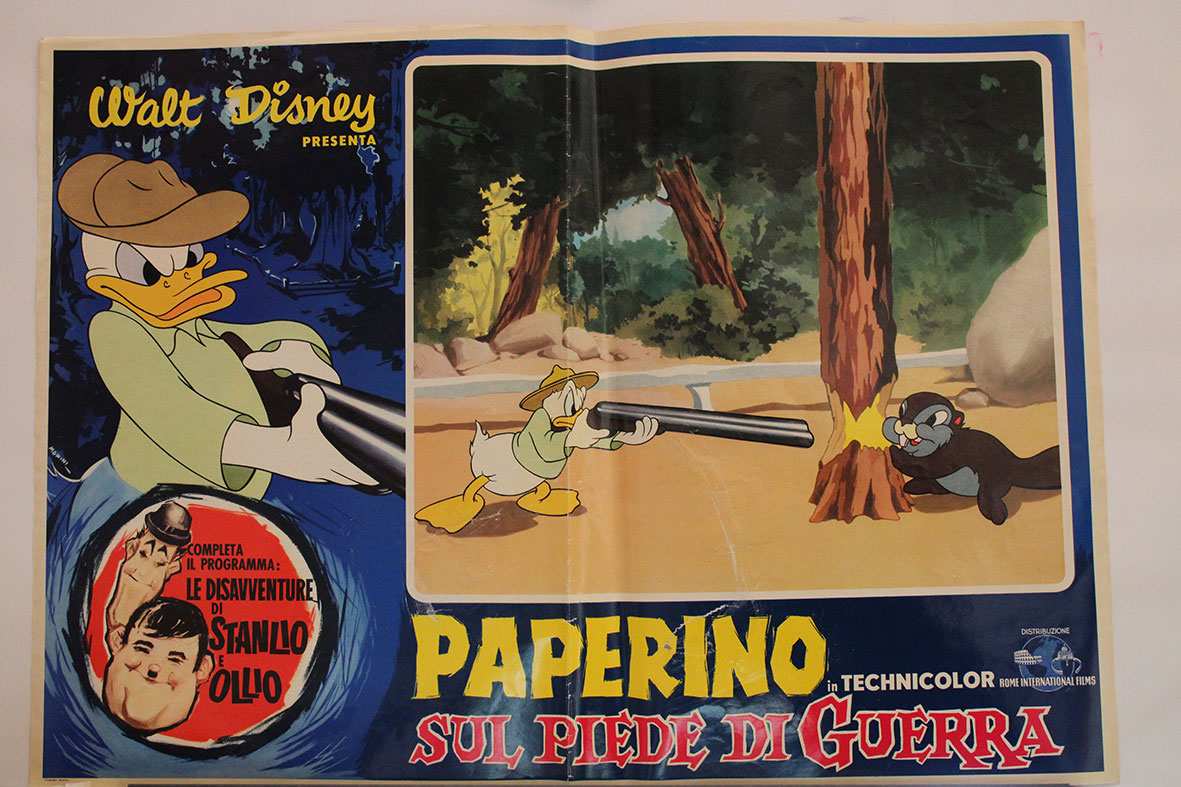 Walt Disney
PRESENTA
COMPLETA
IL PROGRAMMA:
LE DISAVVENTURE
DI
STANLIO
E
OLLIO
PAPERINO
in TECHNICOLOR
SUL PIEDE DI GUERRA
DISTRIBUZIONE
ROME INTERNATIONAL FILMS